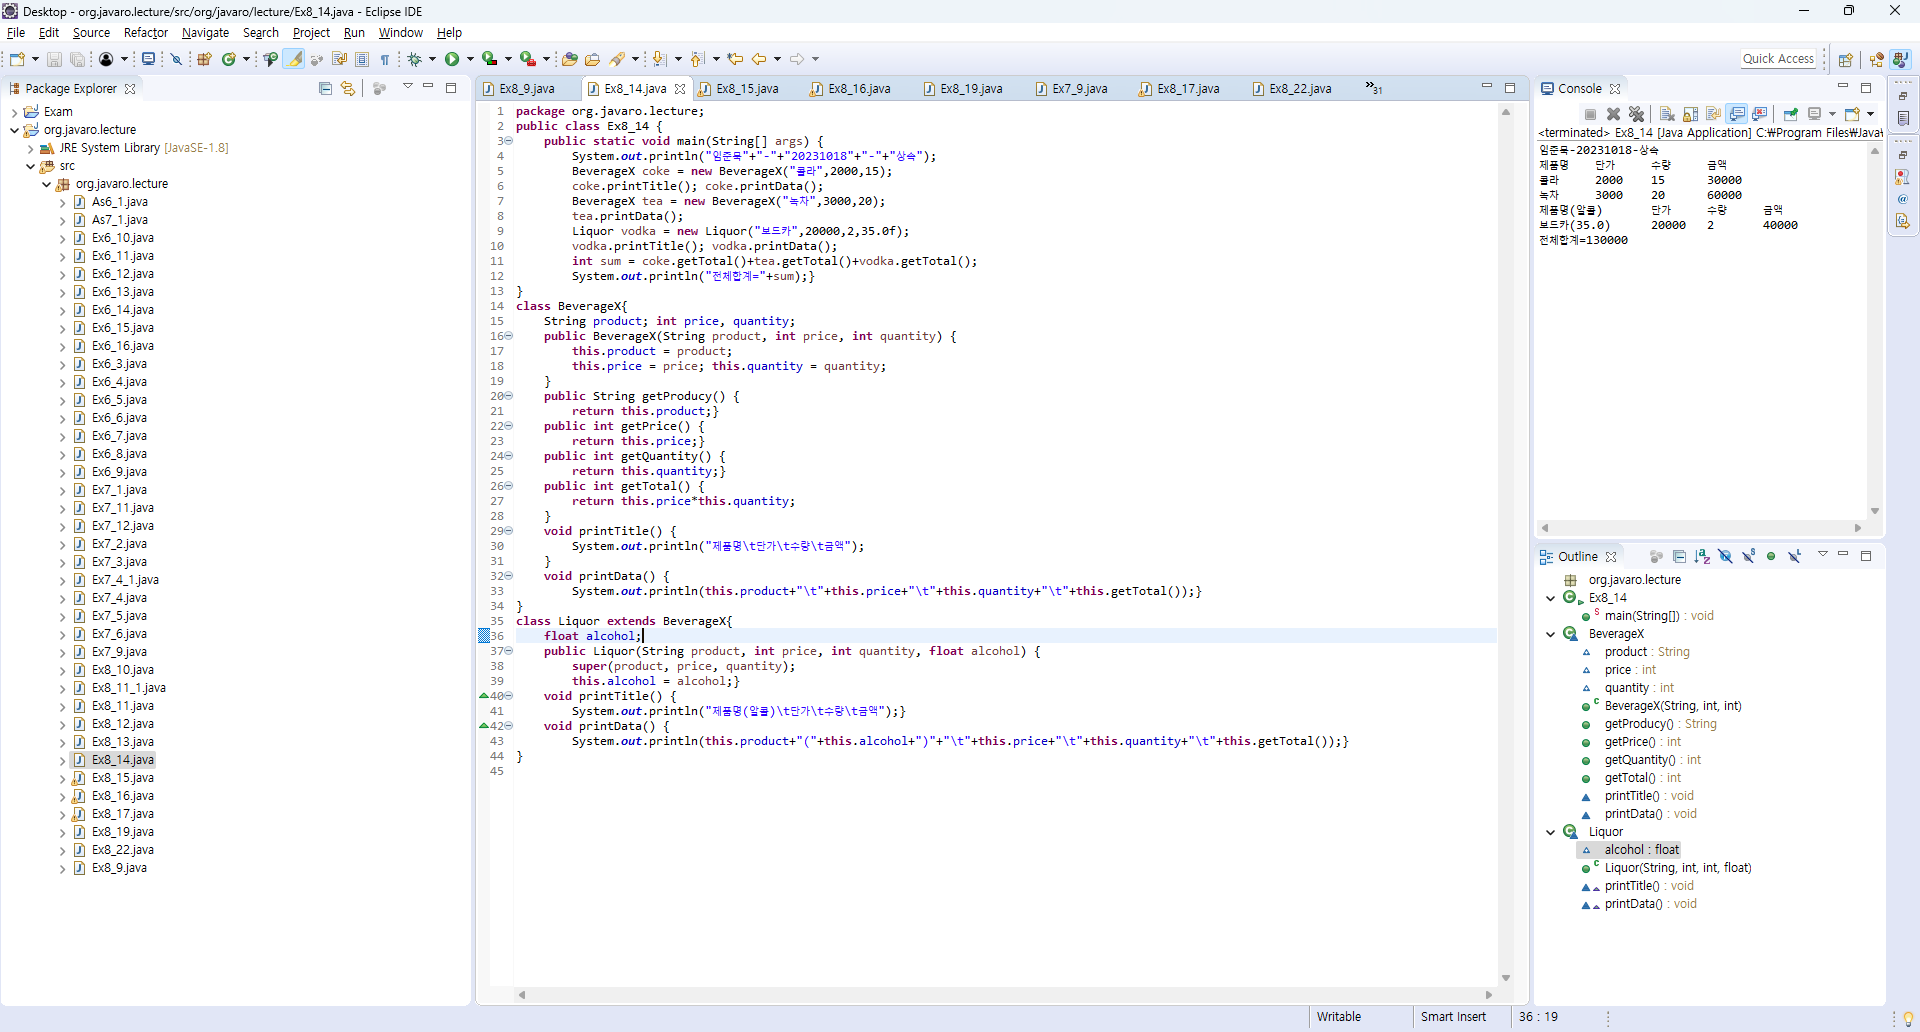 Desktop - org.javaro.lecture/src/org/javaro/lecture/Ex8_14.java - Eclipse IDE
File Edit Source Refactor Navigate Search Project Run Window Help
Quick Access
Package Explorer
Exam
org.javaro.lecture
JRE System Library [JavaSE-1.8]
src
org.javaro.lecture
As6_1.java
As7_1.java
Ex6_10.java
Ex6_11.java
Ex6_12.java
Ex6_13.java
Ex6_14.java
Ex6_15.java
Ex6_16.java
Ex6_3.java
Ex6_4.java
Ex6_5.java
Ex6_6.java
Ex6_7.java
Ex6_8.java
Ex6_9.java
Ex7_1.java
Ex7_11.java
Ex7_12.java
Ex7_2.java
Ex7_3.java
Ex7_4_1.java
Ex7_4.java
Ex7_5.java
Ex7_6.java
Ex7_9.java
Ex8_10.java
Ex8_11_1.java
Ex8_11.java
Ex8_12.java
Ex8_13.java
Ex8_14.java
Ex8_15.java
Ex8_16.java
Ex8_17.java
Ex8_19.java
Ex8_22.java
Ex8_9.java
Ex8_9.java Ex8_14.java Ex8_15.java Ex8_16.java Ex8_19.java Ex7_9.java Ex8_17.java Ex8_22.java »31
1 package org.javaro.lecture;
2 public class Ex8_14 {
3 public static void main(String[] args) {
4 System.out.println("임준목"+"-"+"20231018"+"-"+"상속");
5 BeverageX coke = new BeverageX("콜라",2000,15);
6 coke.printTitle(); coke.printData();
7 BeverageX tea = new BeverageX("녹차",3000,20);
8 tea.printData();
9 Liquor vodka = new Liquor("보드카",20000,2,35.0f);
10 vodka.printTitle(); vodka.printData();
11 int sum = coke.getTotal()+tea.getTotal()+vodka.getTotal();
12 System.out.println("전체합계="+sum);}
13 }
14 class BeverageX{
15 String product; int price, quantity;
16 public BeverageX(String product, int price, int quantity) {
17 this.product = product;
18 this.price = price; this.quantity = quantity;
19 }
20 public String getProducy() {
21 return this.product;}
22 public int getPrice() {
23 return this.price;}
24 public int getQuantity() {
25 return this.quantity;}
26 public int getTotal() {
27 return this.price*this.quantity;
28 }
29 void printTitle() {
30 System.out.println("제품명\t단가\t수량\t금액");
31 }
32 void printData() {
33 System.out.println(this.product+"\t"+this.price+"\t"+this.quantity+"\t"+this.getTotal());}
34 }
35 class Liquor extends BeverageX{
36 float alcohol;
37 public Liquor(String product, int price, int quantity, float alcohol) {
38 super(product, price, quantity);
39 this.alcohol = alcohol;}
40 void printTitle() {
41 System.out.println("제품명(알콜)\t단가\t수량\t금액");}
42 void printData() {
43 System.out.println(this.product+"("+this.alcohol+")"+"\t"+this.price+"\t"+this.quantity+"\t"+this.getTotal());}
44 }
45
Console
<terminated> Ex8_14 [Java Application] C:₩Program Files₩Java₩
임준목-20231018-상속
제품명 단가 수량 금액
콜라 2000 15 30000
녹차 3000 20 60000
제품명(알콜) 단가 수량 금액
보드카(35.0) 20000 2 40000
전체합계=130000
Outline
org.javaro.lecture
Ex8_14
main(String[]) : void
BeverageX
product : String
price : int
quantity : int
BeverageX(String, int, int)
getProducy() : String
getPrice() : int
getQuantity() : int
getTotal() : int
printTitle() : void
printData() : void
Liquor
alcohol : float
Liquor(String, int, int, float)
printTitle() : void
printData() : void
Writable Smart Insert 36 : 19